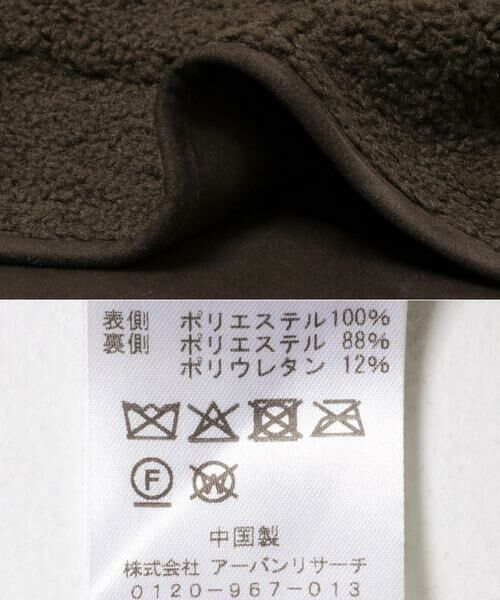 表側 ポリエステル100%
裏側 ポリエステル 88%
ポリウレタン 12%
F W
中国製
株式会社 アーバンリサーチ
0120-967-013